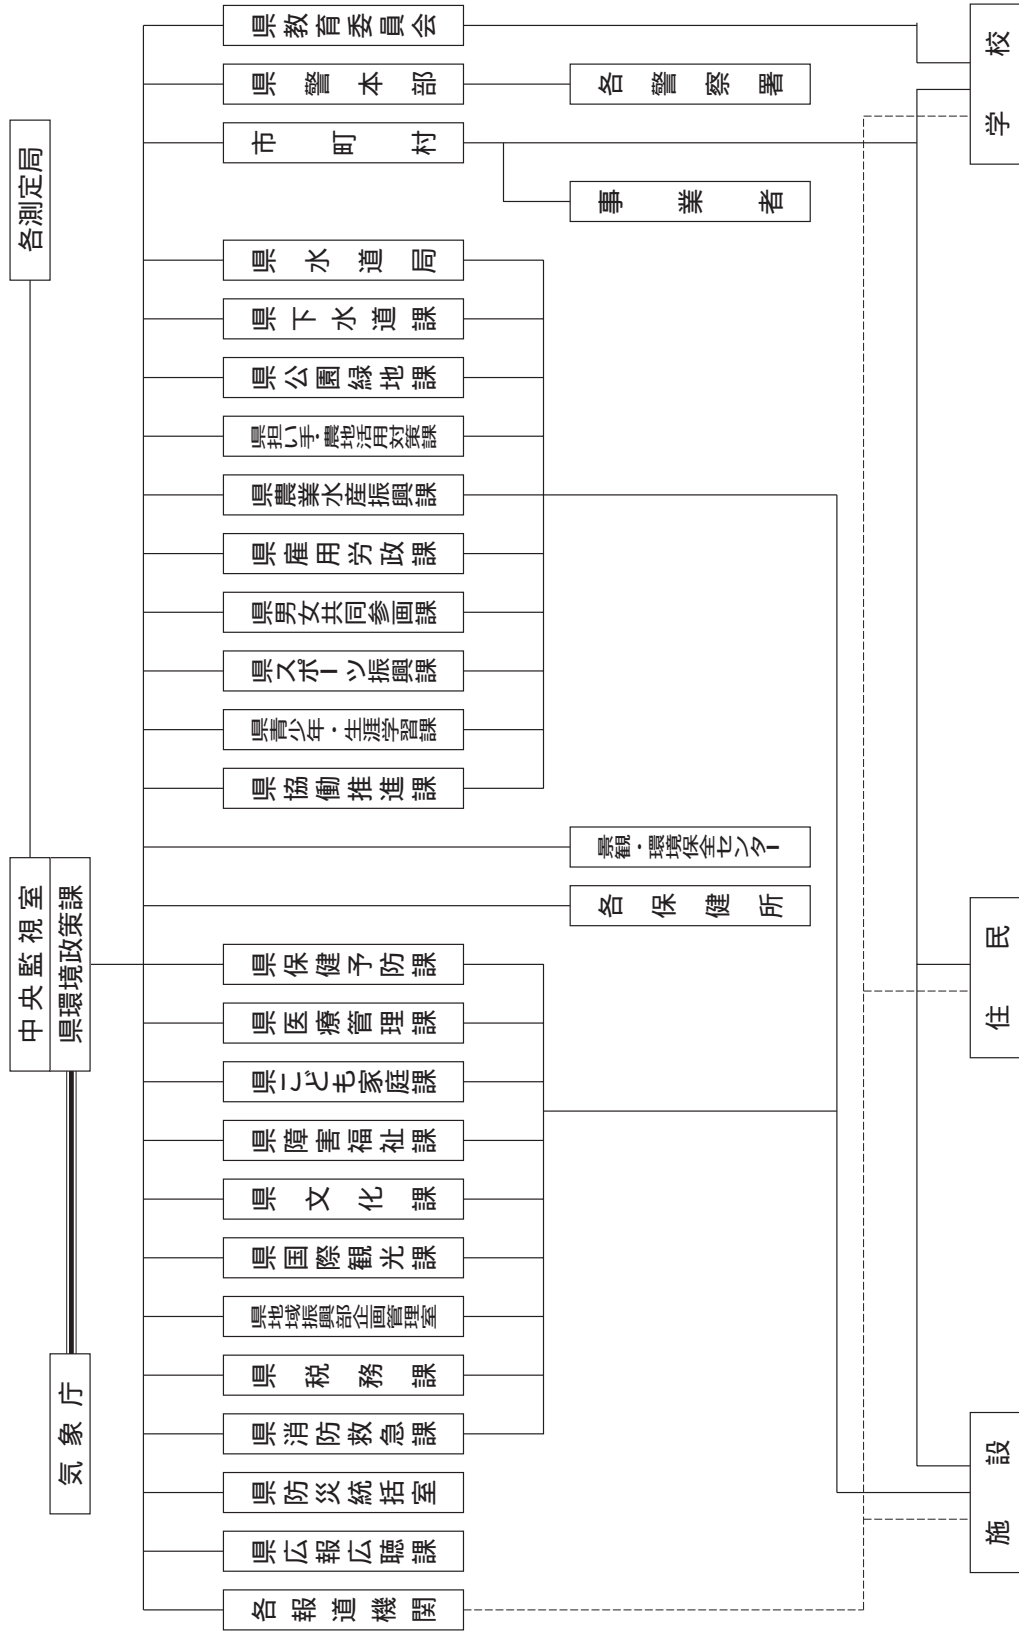 気象庁
中央監視室
県環境政策課
各測定局
各報道機関
県広報広聴課
県防災統括室
県消防救急課
県税務課
県地域振興部企画管理室
県国際観光課
県文化課
県障害福祉課
県こども家庭課
県医療管理課
県保健予防課
各保健所
景観・環境保全センター
県協働推進課
県青少年・生涯学習課
県スポーツ振興課
県男女共同参画課
県雇用労政課
県農業水産振興課
県担い手・農地活用対策課
県公園緑地課
県下水道課
県水道局
事業者
市町村
県警本部
各警察署
県教育委員会
施設
住民
学校